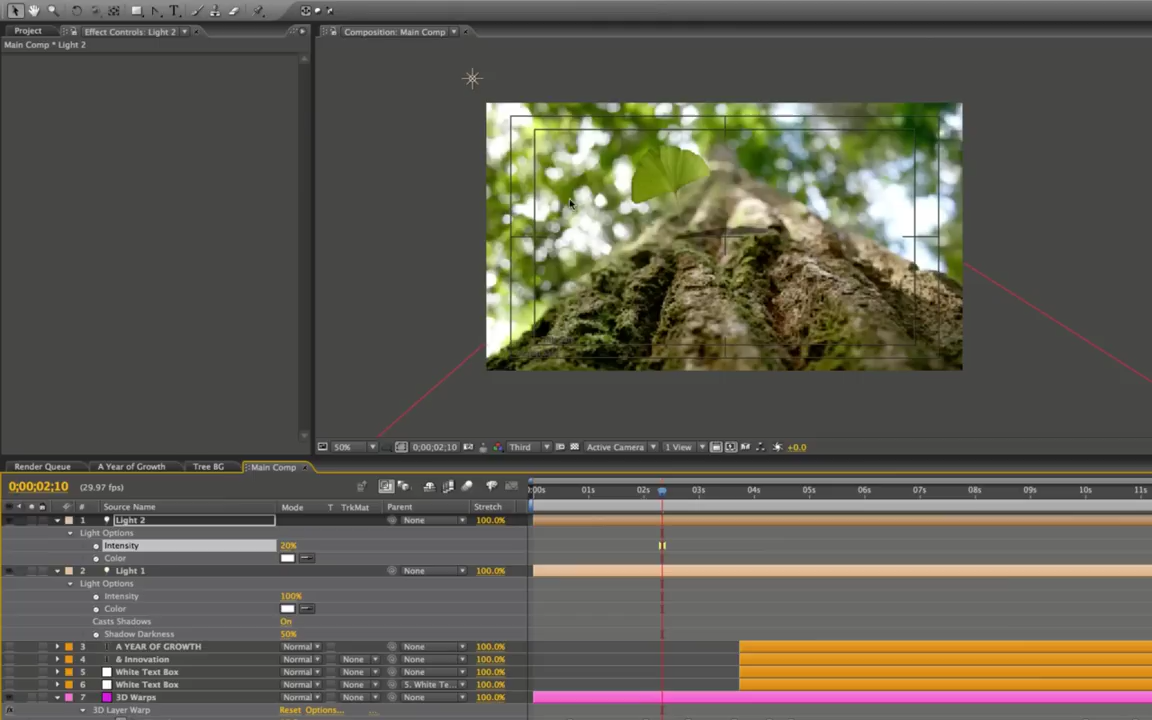 Project
Effect Controls: Light 2
Composition: Main Comp
Main Comp * Light 2
50%
0;00;02;10
Third
Active Camera
1 View
+0.0
Render Queue
A Year of Growth
Tree BG
Main Comp
0;00;02;10
(29.97 fps)
:00s 01s 02s 03s 04s 05s 06s 07s 08s 09s 10s 11s
# Source Name Mode T TrkMat Parent Stretch
1 Light 2 None 100.0%
Light Options
Intensity 20%
Color
2 Light 1 None 100.0%
Light Options
Intensity 100%
Color
Casts Shadows On
Shadow Darkness 50%
3 A YEAR OF GROWTH Normal None 100.0%
4 & Innovation Normal None None 100.0%
5 White Text Box Normal None None 100.0%
6 White Text Box Normal None 5. White Te... 100.0%
7 3D Warps Normal None None 100.0%
3D Layer Warp Reset Options... ...